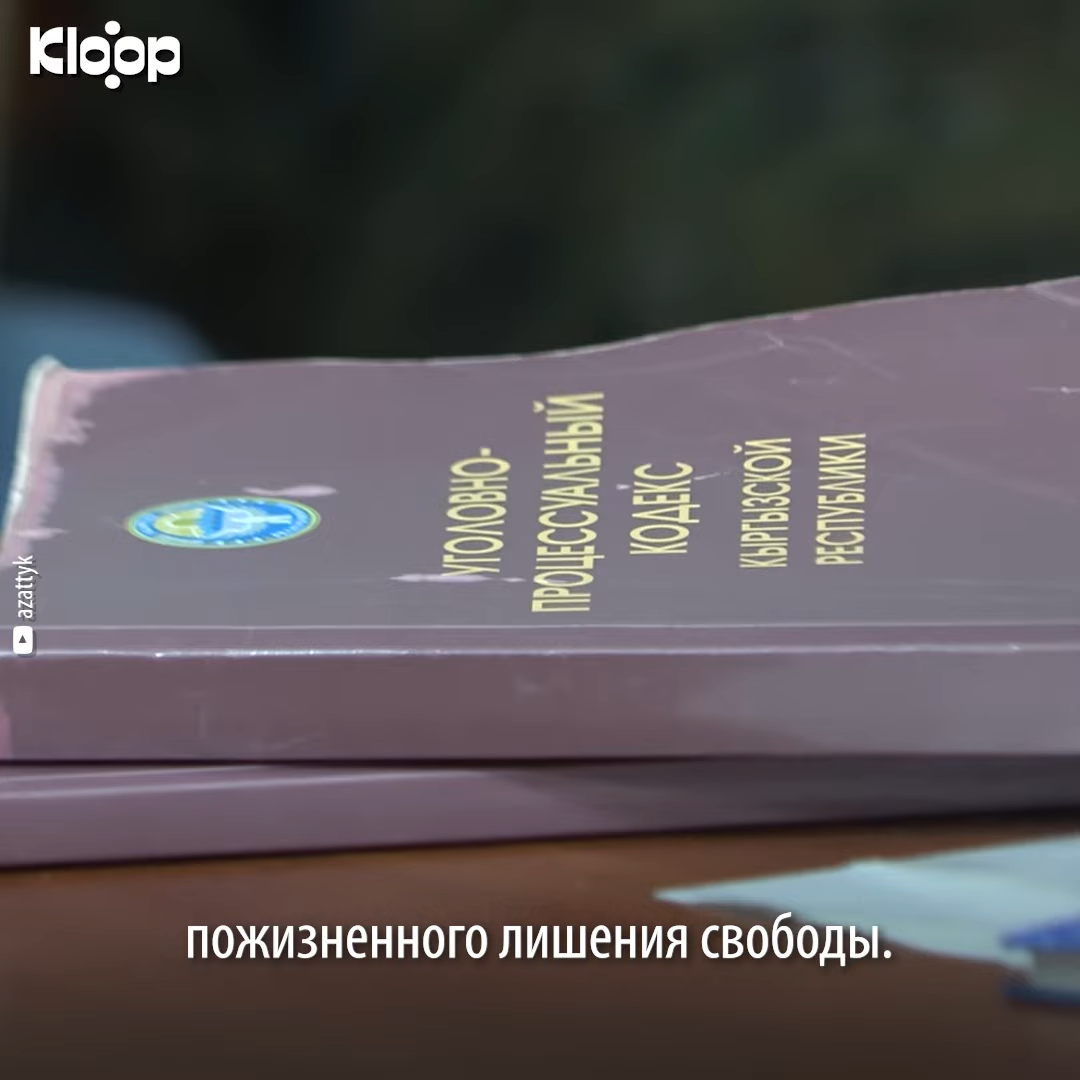 Kloop
УГОЛОВНО-
ПРОЦЕССУАЛЬНЫЙ
КОДЕКС
КЫРГЫЗСКОЙ
РЕСПУБЛИКИ
azattyk
пожизненного лишения свободы.